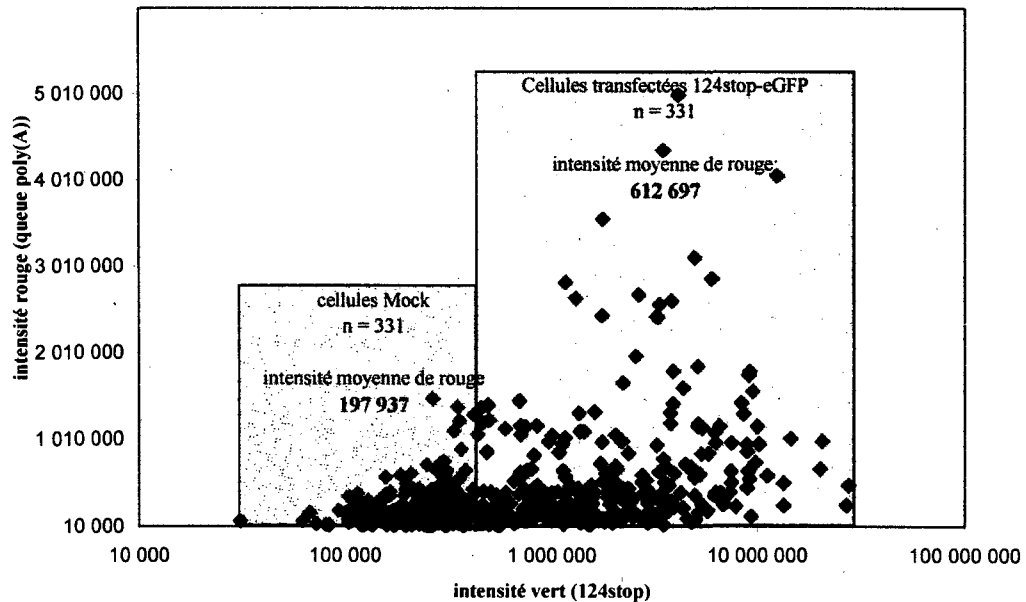 intensité rouge (queue poly(A))
5 010 000
4 010 000
3 010 000
2 010 000
1 010 000
10 000
Cellules transfectées 124stop-eGFP
n = 331
intensité moyenne de rouge:
612 697
cellules Mock
n = 331
intensité moyenne de rouge
197 937
10 000
100 000
1 000 000
10 000 000
100 000 000
intensité vert (124stop)